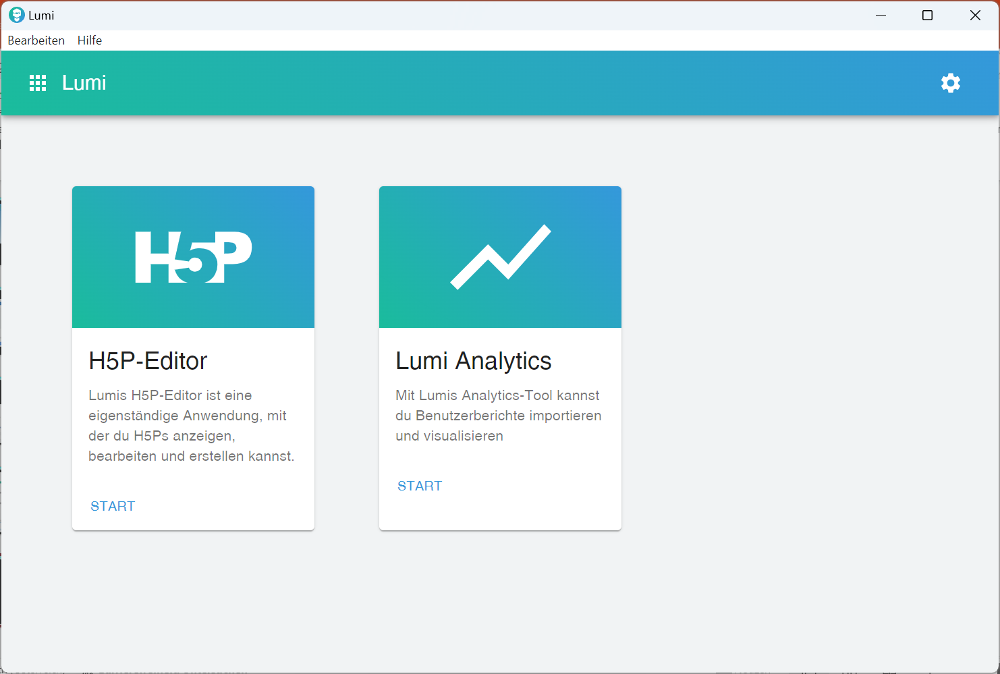 Lumi
Bearbeiten Hilfe
Lumi
H5P
H5P-Editor
Lumis H5P-Editor ist eine
eigenständige Anwendung, mit
der du H5Ps anzeigen,
bearbeiten und erstellen kannst.
START
Lumi Analytics
Mit Lumis Analytics-Tool kannst
du Benutzerberichte importieren
und visualisieren
START